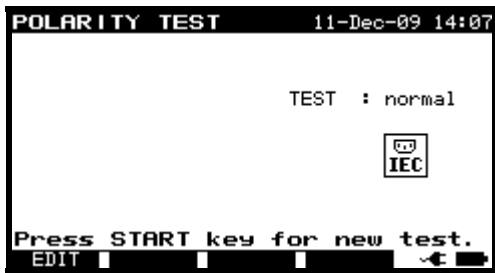 POLARITY TEST 11-Dec-09 14:07
TEST : normal
IEC
Press START key for new test.
EDIT